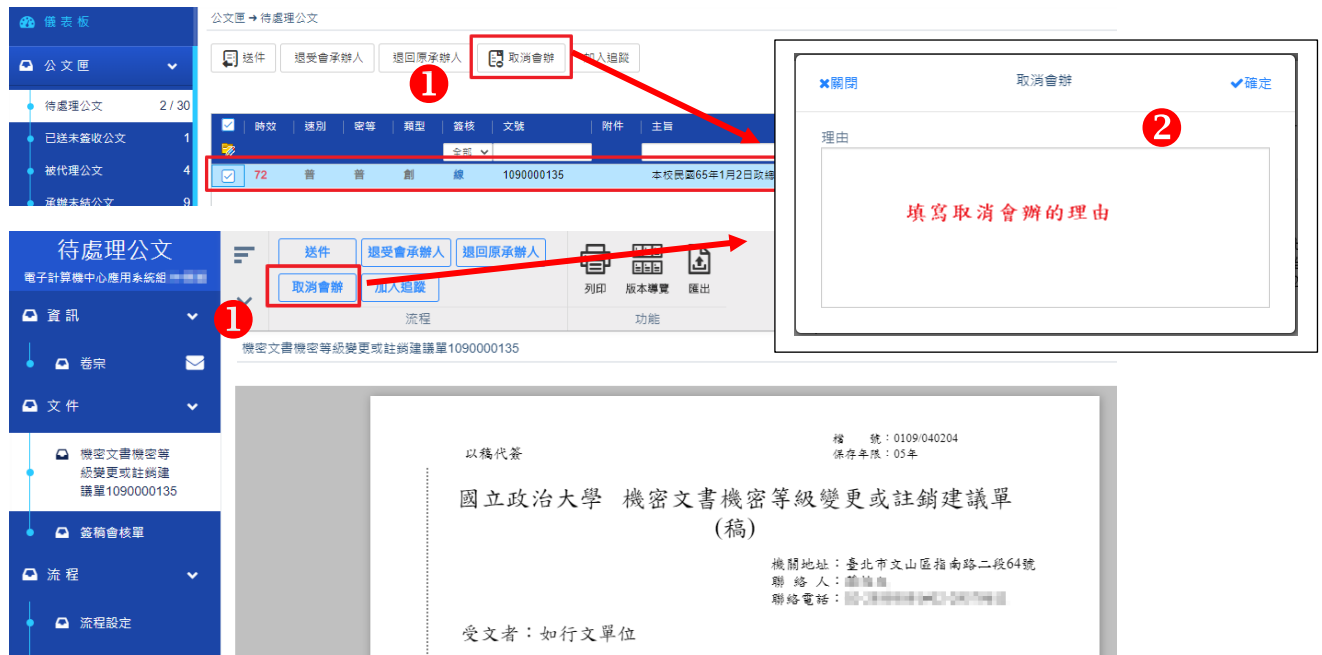 儀表板
公文匣
待處理公文 2 / 30
已送未簽收公文 1
被代理公文 4
承辦未結公文 9
公文匣➔待處理公文
送件 退受會承辦人 退回原承辦人 取消會辦 加入追蹤
1
時效 速別 密等 類型 簽核 文號 附件 主旨
全部
72 普 普 創 線 1090000135 本校民國65年1月2日政總
✖關閉 取消會辦 ✔確定
2
理由
填寫取消會辦的理由
待處理公文
電子計算機中心應用系統組
資訊
卷宗
文件
機密文書機密等
級變更或註銷建
議單1090000135
簽稿會核單
流程
流程設定
送件 退受會承辦人 退回原承辦人
取消會辦 加入追蹤
1
流程
列印 版本導覽 匯出
功能
機密文書機密等級變更或註銷建議單1090000135
檔 號：0109/040204
保存年限：05年
以稿代簽
國立政治大學 機密文書機密等級變更或註銷建議單
(稿)
機關地址：臺北市文山區指南路二段64號
聯 絡 人：
聯絡電話：
受文者：如行文單位